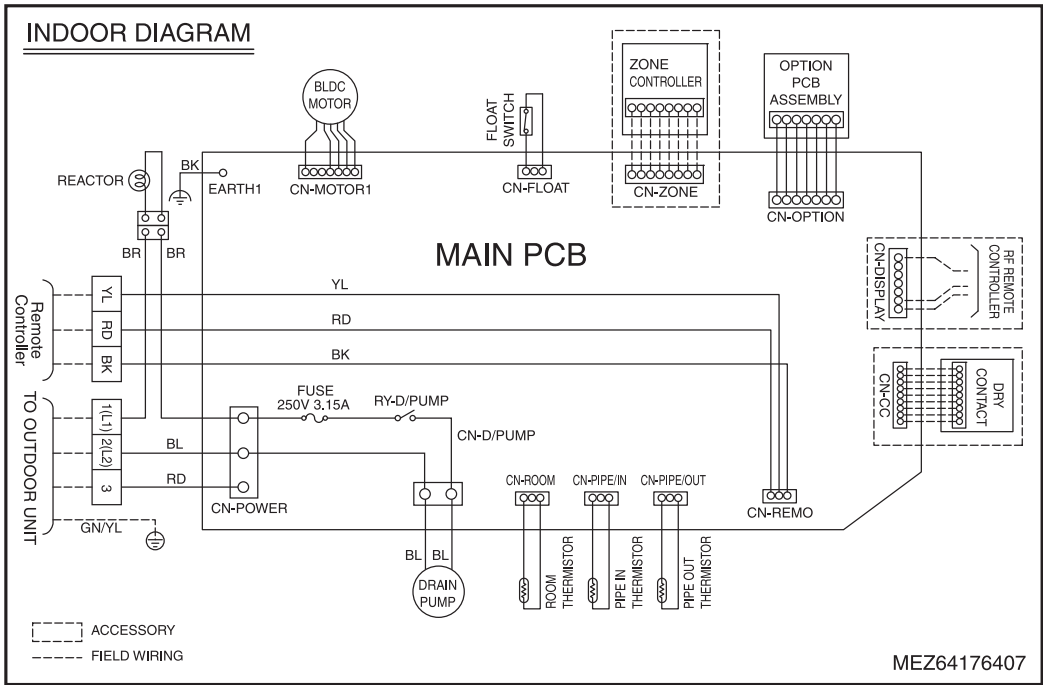 INDOOR DIAGRAM
BLDC
MOTOR
CN-MOTOR1
FLOAT
SWITCH
CN-FLOAT
ZONE
CONTROLLER
CN-ZONE
OPTION
PCB
ASSEMBLY
CN-OPTION
REACTOR
BK
EARTH1
BR
BR
MAIN PCB
CN-DISPLAY
RF REMOTE
CONTROLLER
CN-CC
DRY
CONTACT
Remote
Controller
YL
RD
BK
YL
RD
BK
TO OUTDOOR UNIT
1(L1)
2(L2)
3
BL
RD
GN/YL
CN-POWER
FUSE
250V 3.15A
RY-D/PUMP
CN-D/PUMP
BL
BL
DRAIN
PUMP
CN-ROOM
CN-PIPE/IN
CN-PIPE/OUT
CN-REMO
ROOM
THERMISTOR
PIPE IN
THERMISTOR
PIPE OUT
THERMISTOR
ACCESSORY
FIELD WIRING
MEZ64176407